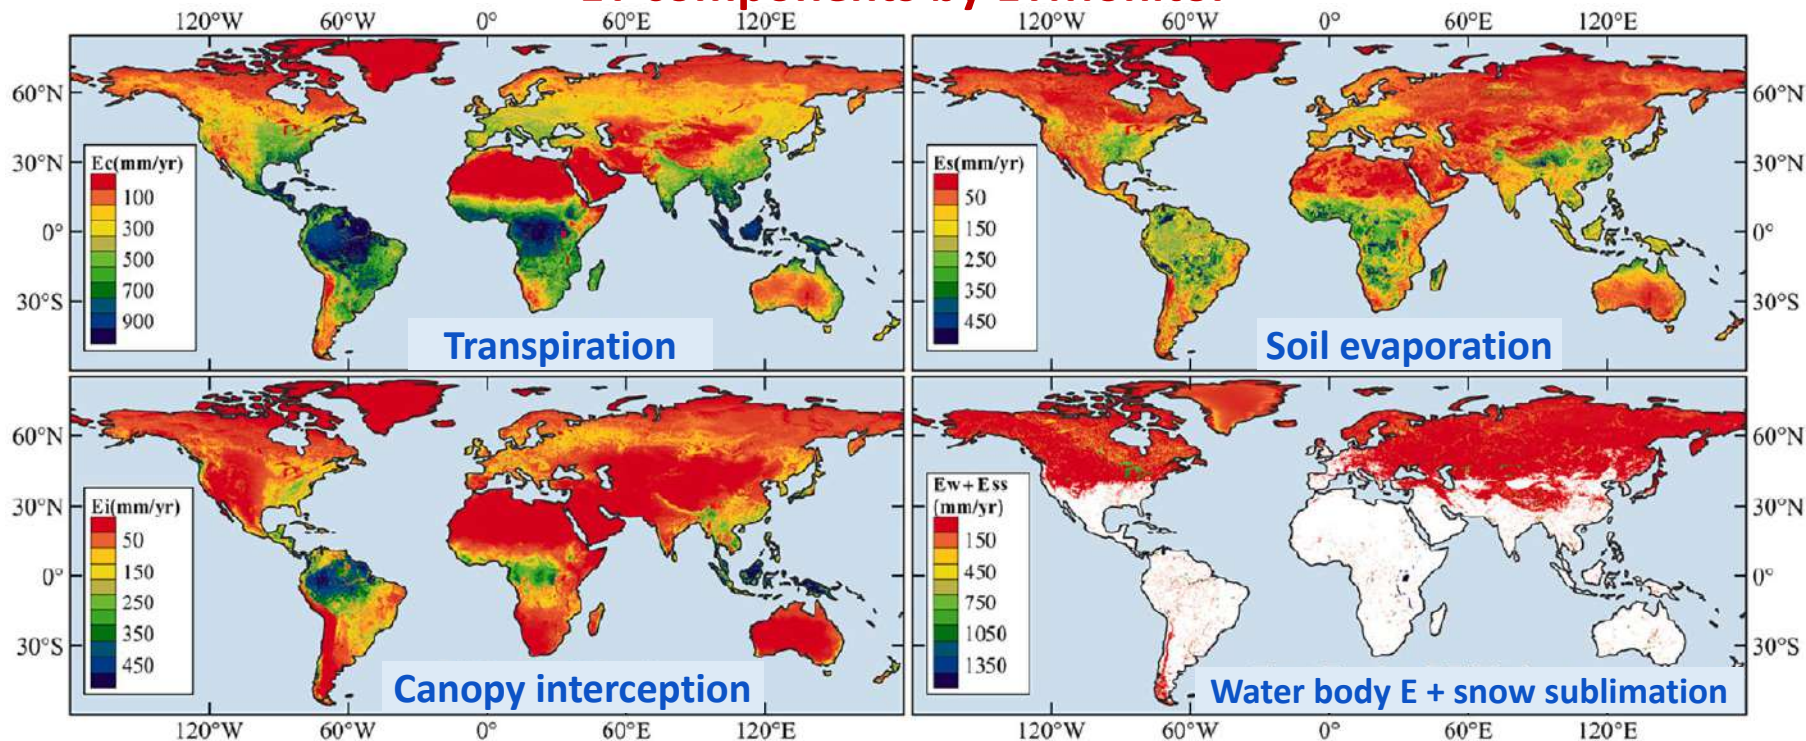 ET components by ETMonitor
120°W 60°W 0° 60°E 120°E 120°W 60°W 0° 60°E 120°E
60°N
30°N
0°
30°S
Ec(mm/yr)
100
300
500
700
900
Transpiration
Es(mm/yr)
50
150
250
350
450
Soil evaporation
60°N
30°N
0°
30°S
60°N
30°N
0°
30°S
Ei(mm/yr)
50
150
250
350
450
Canopy interception
Ew+Ess
(mm/yr)
150
450
750
1050
1350
Water body E + snow sublimation
60°N
30°N
0°
30°S
120°W 60°W 0° 60°E 120°E 120°W 60°W 0° 60°E 120°E